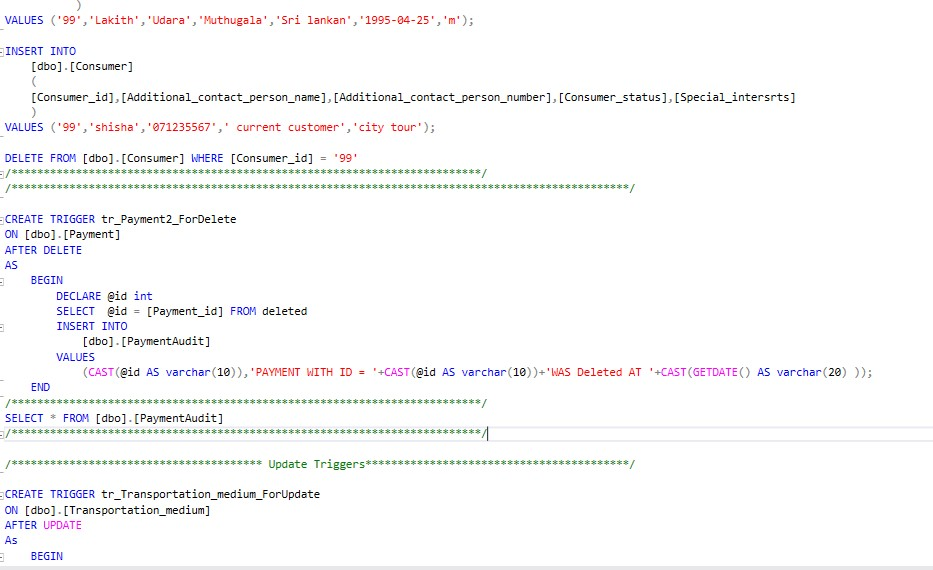 )
VALUES ('99','Lakith','Udara','Muthugala','Sri lankan','1995-04-25','m');
INSERT INTO
[dbo].[Consumer]
(
[Consumer_id],[Additional_contact_person_name],[Additional_contact_person_number],[Consumer_status],[Special_intersrts]
)
VALUES ('99','shisha','071235567',' current customer','city tour');
DELETE FROM [dbo].[Consumer] WHERE [Consumer_id] = '99'
/*************************************************************************/
/************************************************************************************************/
CREATE TRIGGER tr_Payment2_ForDelete
ON [dbo].[Payment]
AFTER DELETE
AS
BEGIN
DECLARE @id int
SELECT  @id = [Payment_id] FROM deleted
INSERT INTO
[dbo].[PaymentAudit]
VALUES
(CAST(@id AS varchar(10)),'PAYMENT WITH ID = '+CAST(@id AS varchar(10))+'WAS Deleted AT '+CAST(GETDATE() AS varchar(20) ));
END
/*************************************************************************/
SELECT * FROM [dbo].[PaymentAudit]
/*************************************************************************/
/*************************************** Update Triggers*****************************************/
CREATE TRIGGER tr_Transportation_medium_ForUpdate
ON [dbo].[Transportation_medium]
AFTER UPDATE
As
BEGIN